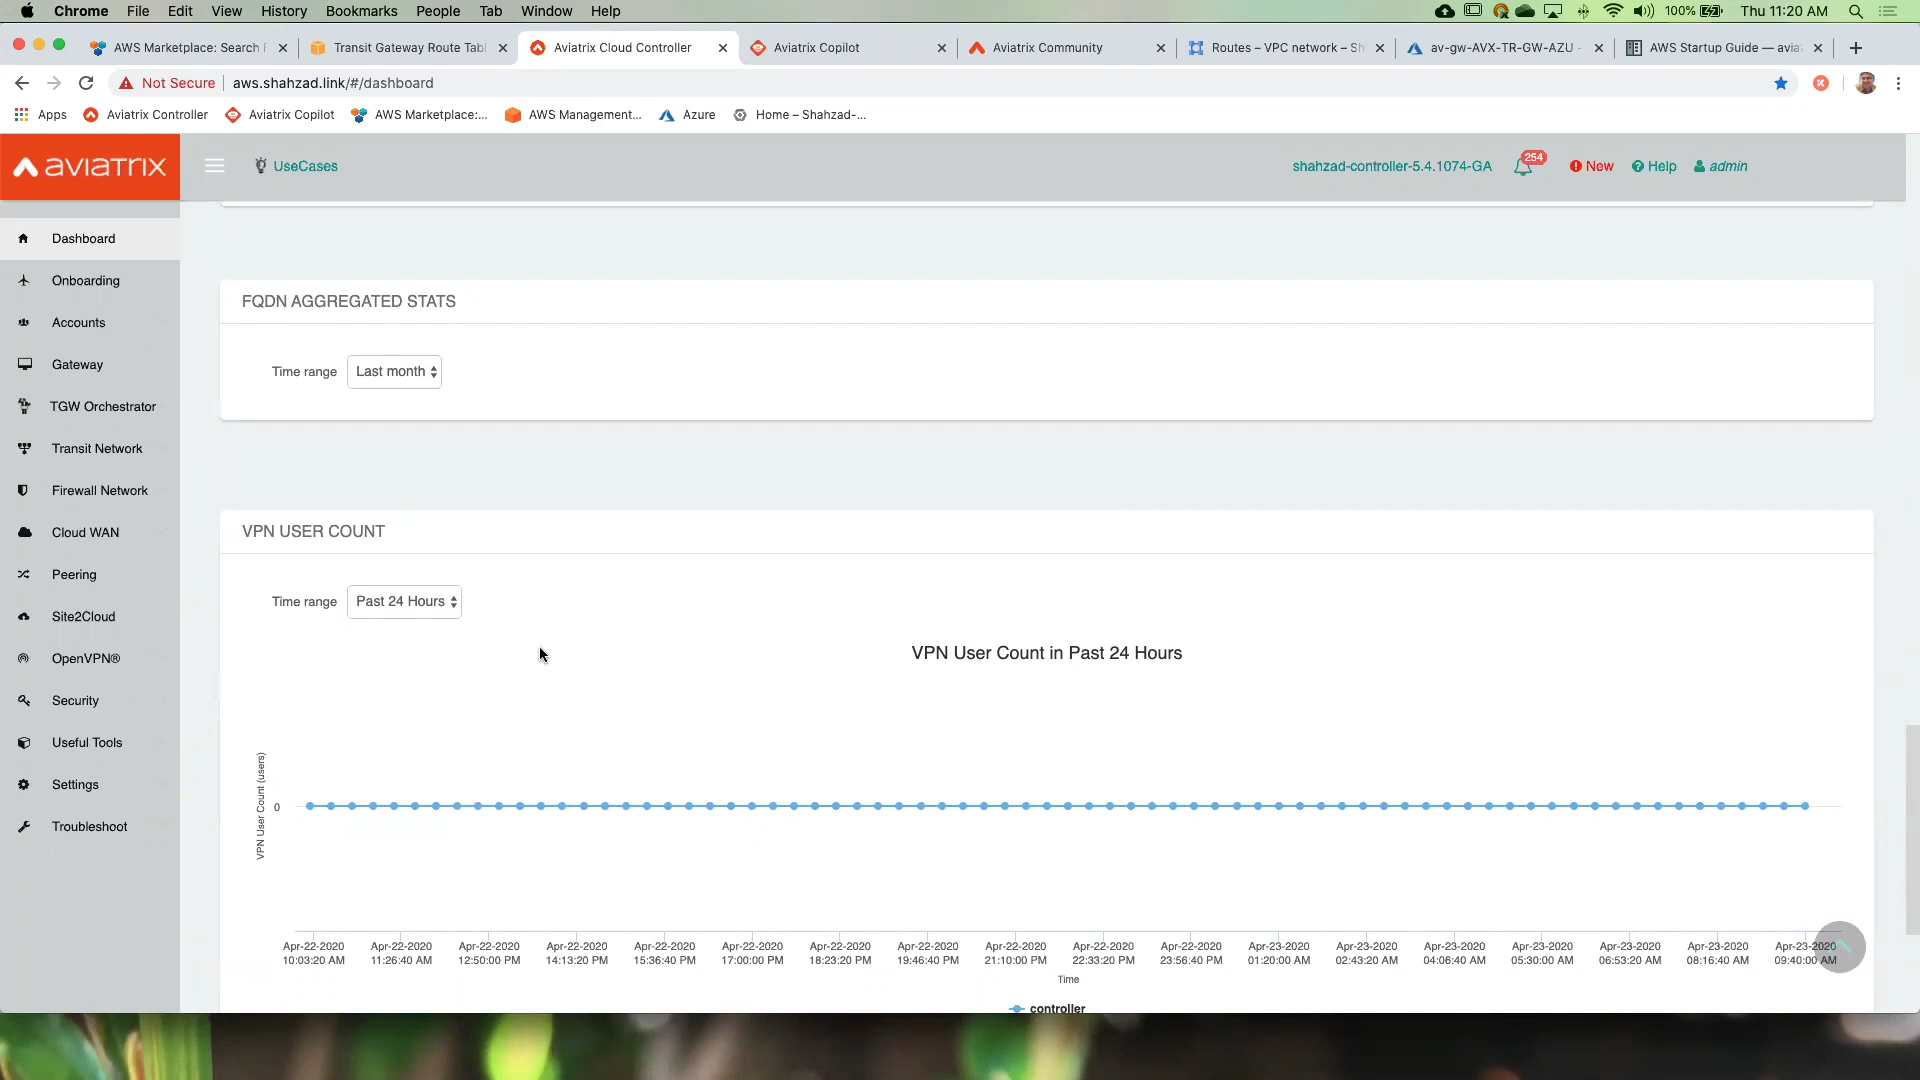 Chrome File Edit View History Bookmarks People Tab Window Help 100% Thu 11:20 AM
AWS Marketplace: Search Transit Gateway Route Tabl Aviatrix Cloud Controller Aviatrix Copilot Aviatrix Community Routes – VPC network – Sh av-gw-AVX-TR-GW-AZU - AWS Startup Guide — avia
Not Secure aws.shahzad.link/#/dashboard
Apps Aviatrix Controller Aviatrix Copilot AWS Marketplace:... AWS Management... Azure Home – Shahzad-...
aviatrix UseCases shahzad-controller-5.4.1074-GA 254 New Help admin
Dashboard
Onboarding
Accounts
Gateway
TGW Orchestrator
Transit Network
Firewall Network
Cloud WAN
Peering
Site2Cloud
OpenVPN®
Security
Useful Tools
Settings
Troubleshoot
FQDN AGGREGATED STATS
Time range Last month
VPN USER COUNT
Time range Past 24 Hours
VPN User Count in Past 24 Hours
VPN User Count (users)
0
Apr-22-2020 Apr-22-2020 Apr-22-2020 Apr-22-2020 Apr-22-2020 Apr-22-2020 Apr-22-2020 Apr-22-2020 Apr-22-2020 Apr-22-2020 Apr-22-2020 Apr-23-2020 Apr-23-2020 Apr-23-2020 Apr-23-2020 Apr-23-2020 Apr-23-2020 Apr-23-2020
10:03:20 AM 11:26:40 AM 12:50:00 PM 14:13:20 PM 15:36:40 PM 17:00:00 PM 18:23:20 PM 19:46:40 PM 21:10:00 PM 22:33:20 PM 23:56:40 PM 01:20:00 AM 02:43:20 AM 04:06:40 AM 05:30:00 AM 06:53:20 AM 08:16:40 AM 09:40:00 AM
Time
controller